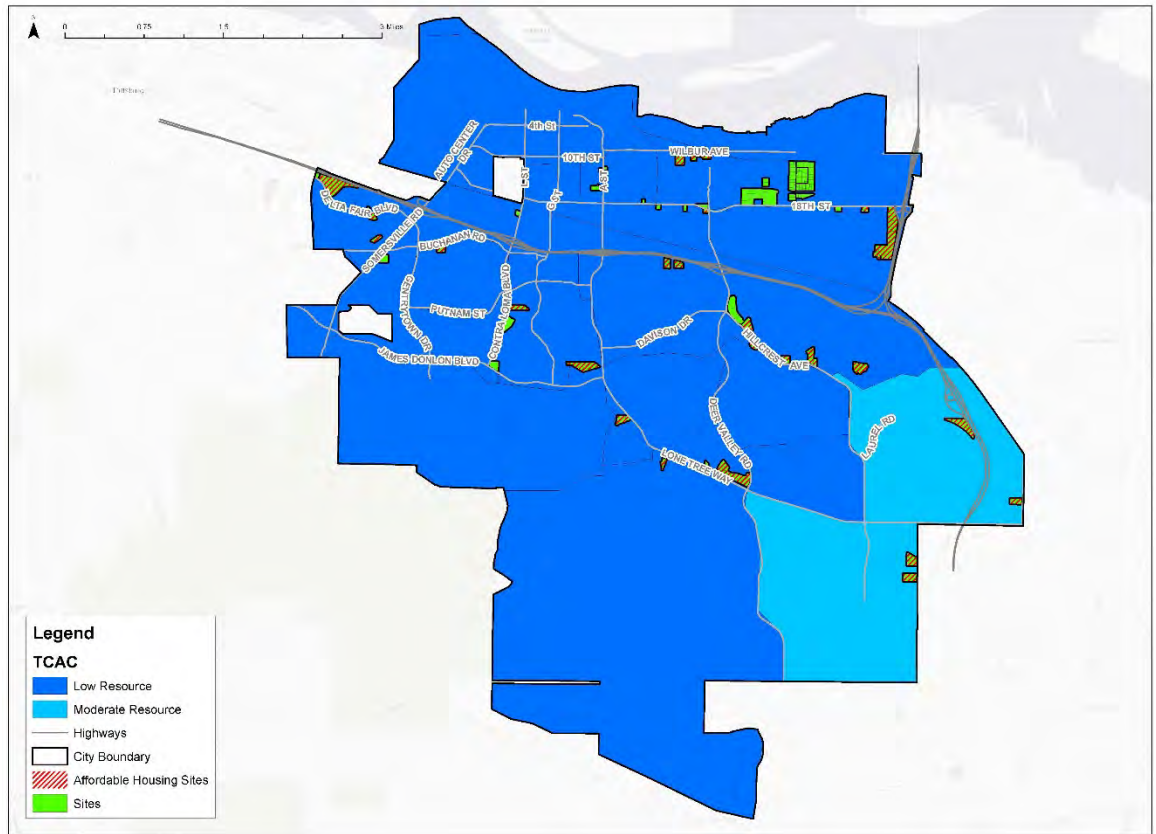 0 0.75 1.5 3 Miles
4th St
AUTO CENTER DR
10TH ST
WILBUR AVE
L ST
G ST
A ST
18TH ST
DELTA FAIR BLVD
SOMERSVILLE RD
BUCHANAN RD
GENTRYTOWN DR
PUTNAM ST
CONTRA LOMA BLVD
DAVISON DR
HILLCREST AVE
JAMES DONLON BLVD
DEER VALLEY RD
LAUREL RD
LONE TREE WAY
Legend
TCAC
Low Resource
Moderate Resource
Highways
City Boundary
Affordable Housing Sites
Sites